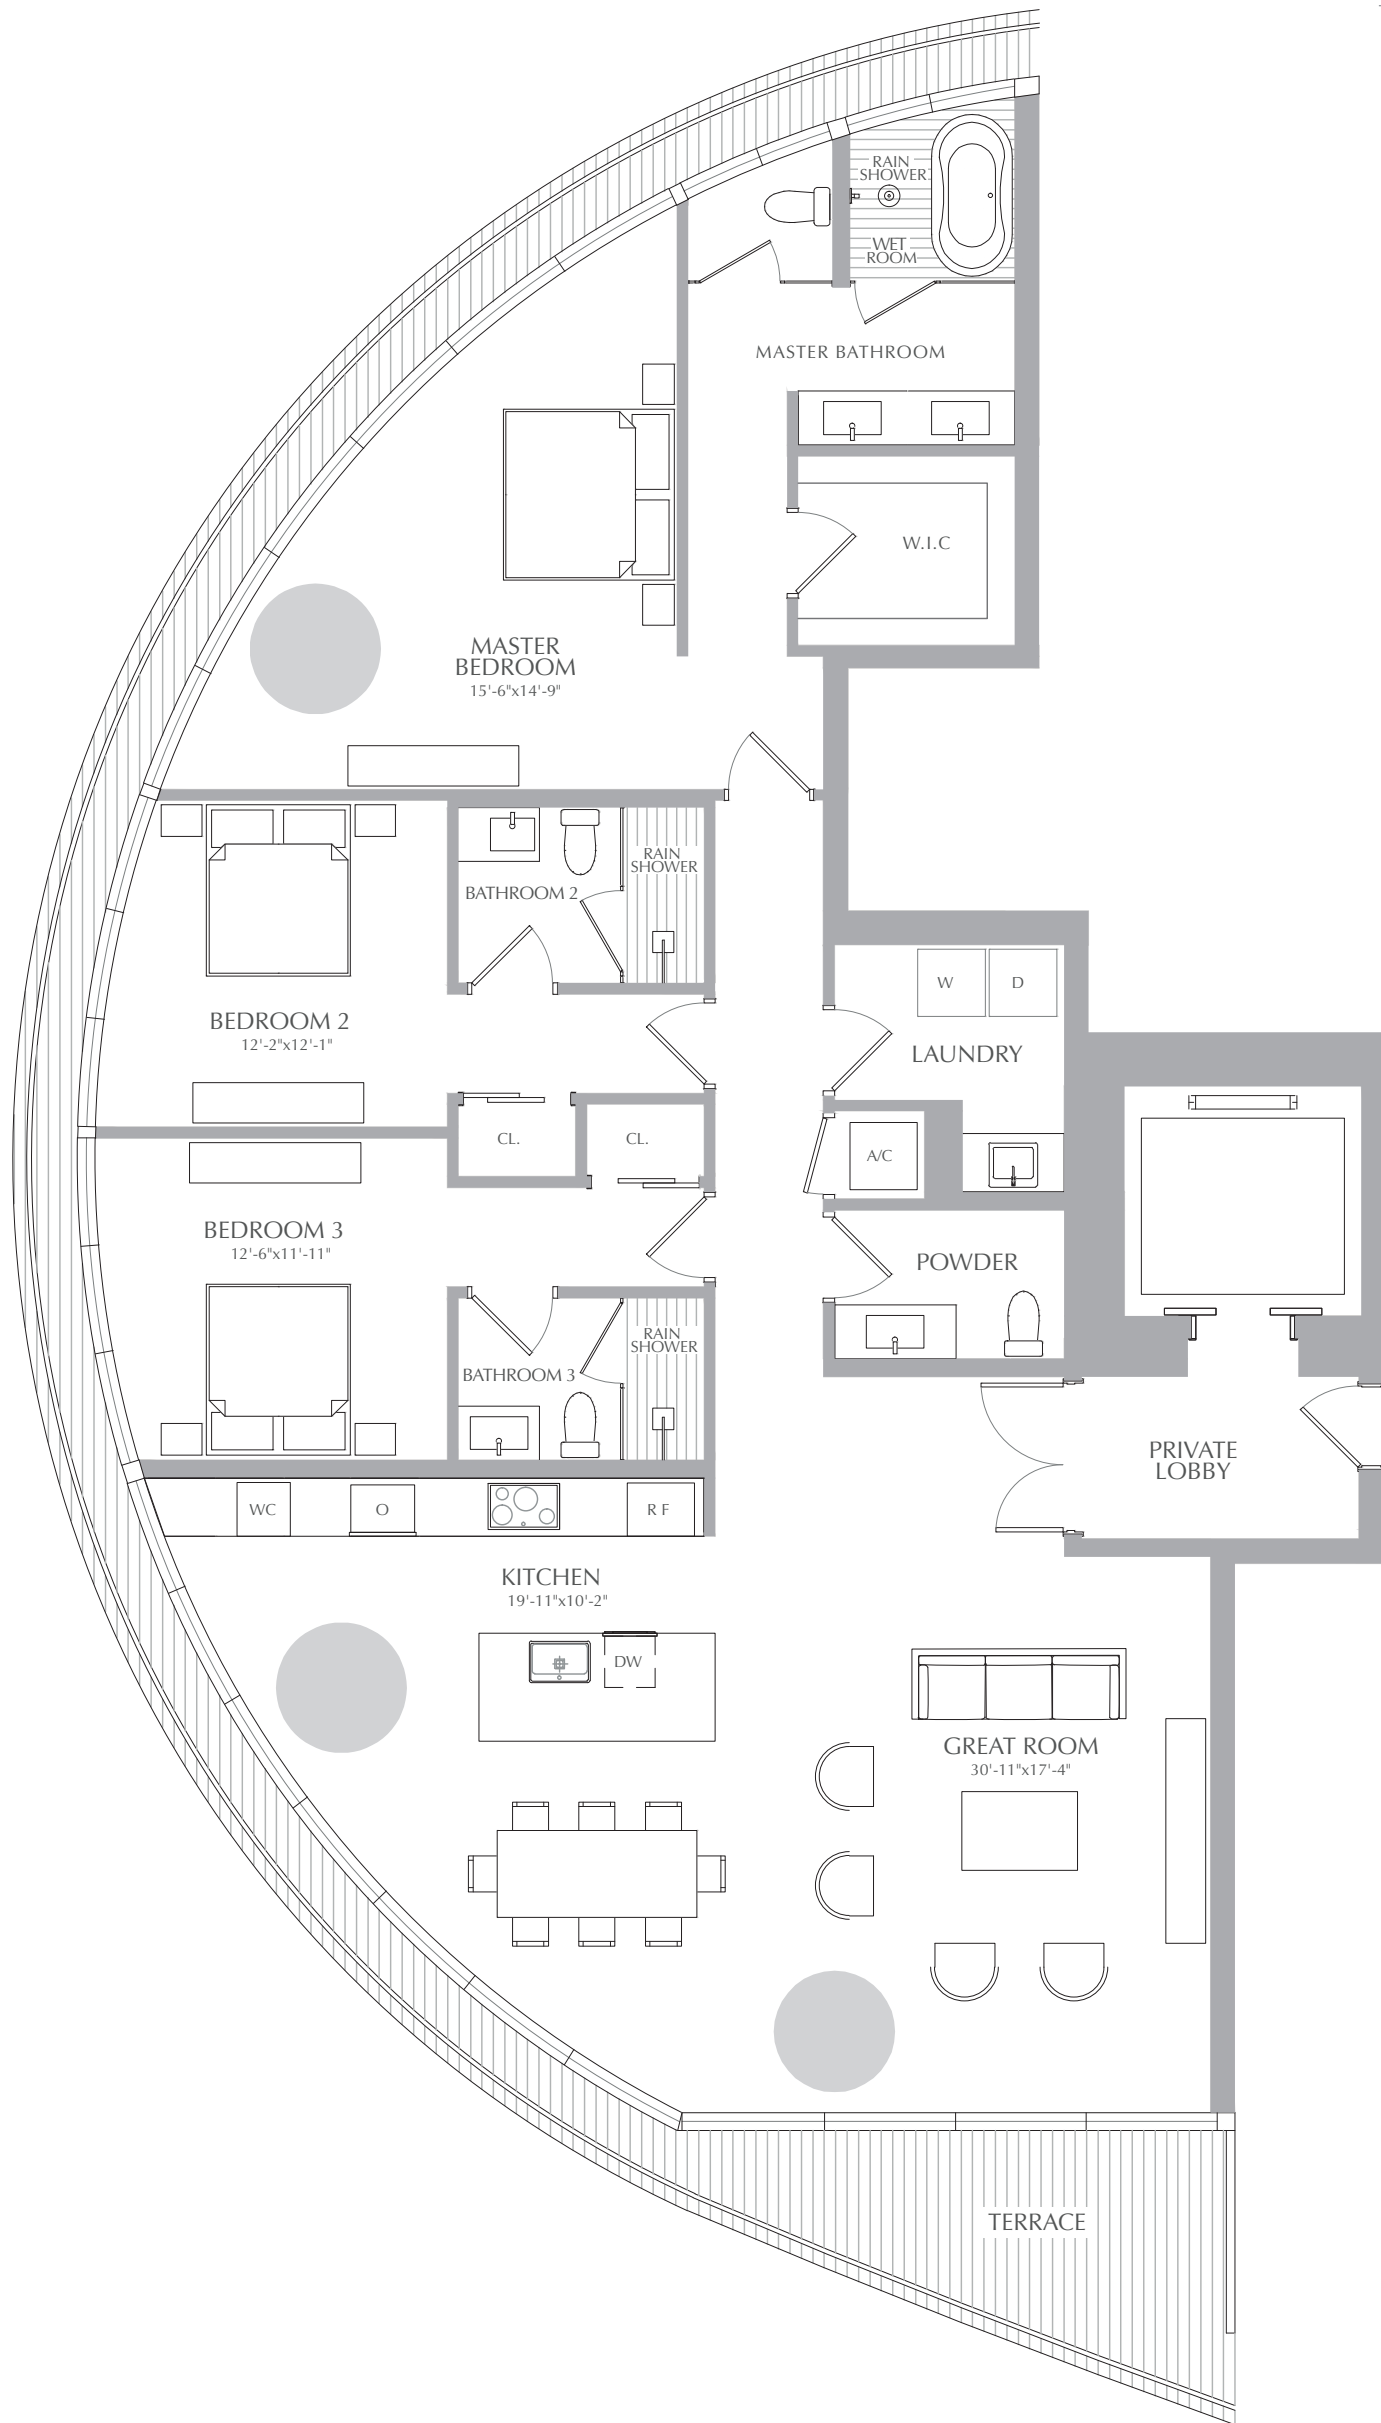 RAIN
SHOWER
WET
ROOM
MASTER BATHROOM
W.I.C
MASTER
BEDROOM
15'-6"x14'-9"
RAIN
SHOWER
BATHROOM 2
W
D
BEDROOM 2
12'-2"x12'-1"
LAUNDRY
CL.
CL.
A/C
BEDROOM 3
12'-6"x11'-11"
POWDER
RAIN
SHOWER
BATHROOM 3
PRIVATE
LOBBY
WC
O
R F
KITCHEN
19'-11"x10'-2"
DW
GREAT ROOM
30'-11"x17'-4"
TERRACE